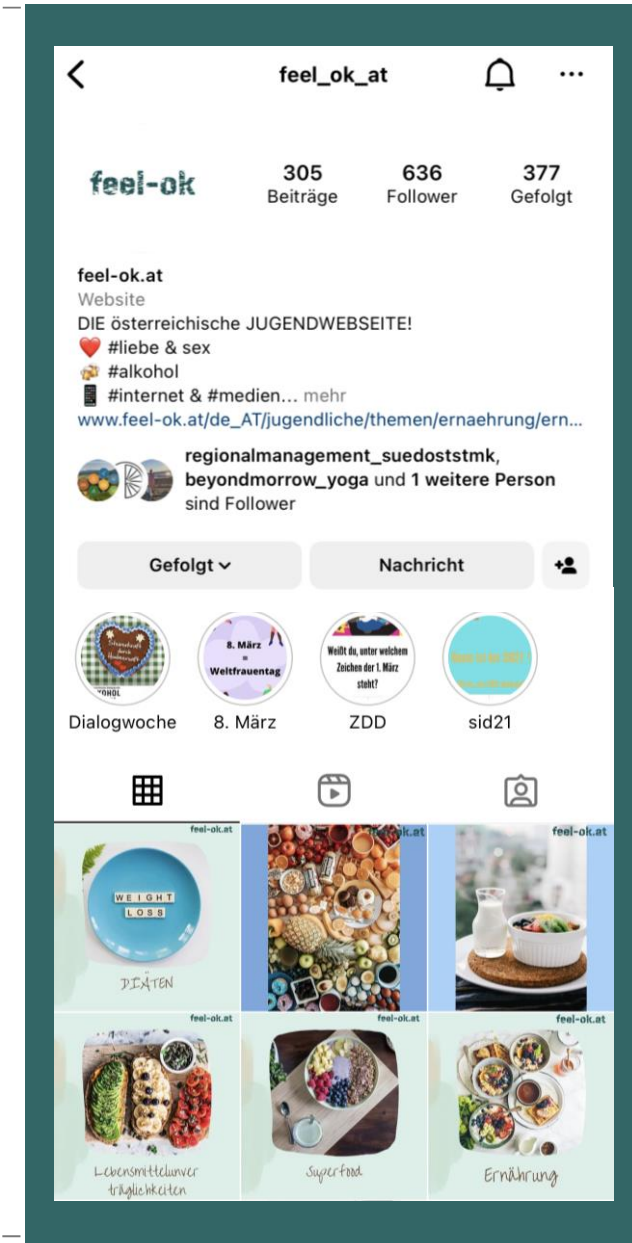 feel_ok_at
feel-ok
305
Beiträge
636
Follower
377
Gefolgt
feel-ok.at
Website
DIE österreichische JUGENDWEBSEITE!
❤️ #liebe & sex
🍻 #alkohol
📱 #internet & #medien... mehr
www.feel-ok.at/de_AT/jugendliche/themen/ernaehrung/ern...
regionalmanagement_suedoststmk,
beyondmorrow_yoga und 1 weitere Person
sind Follower
Gefolgt
Nachricht
8. März
=
Weltfrauentag
Weißt du, unter welchem
Zeichen der 1. März
steht?
Dialogwoche
8. März
ZDD
sid21
feel-ok.at
WEIGHT
LOSS
DIÄTEN
feel-ok.at
feel-ok.at
feel-ok.at
Lebensmittelunver
träglichkeiten
feel-ok.at
Superfood
feel-ok.at
Ernährung